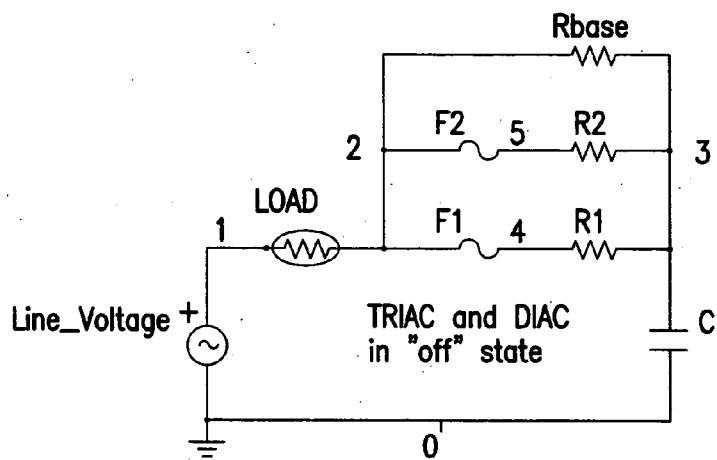 Rbase
F2
5
R2
2
3
LOAD
1
F1
4
R1
Line_Voltage
+
TRIAC and DIAC
in "off" state
C
0